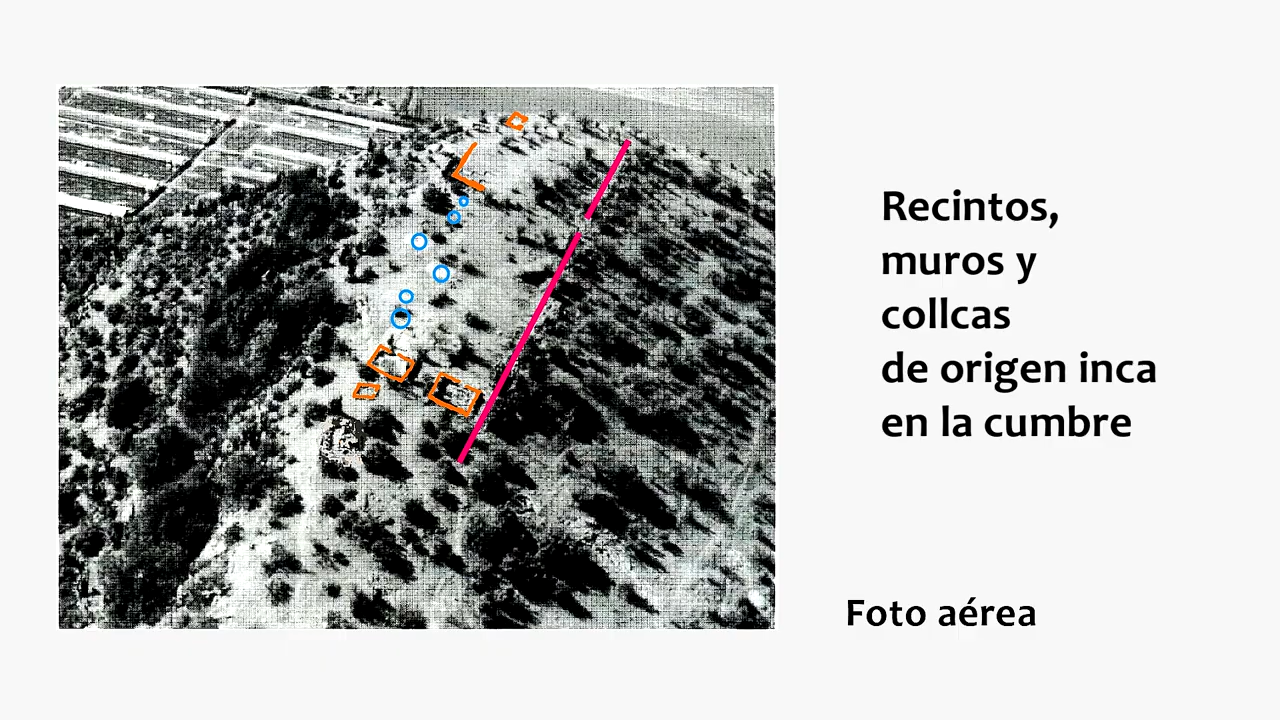 Recintos,
muros y
collcas
de origen inca
en la cumbre
Foto aérea